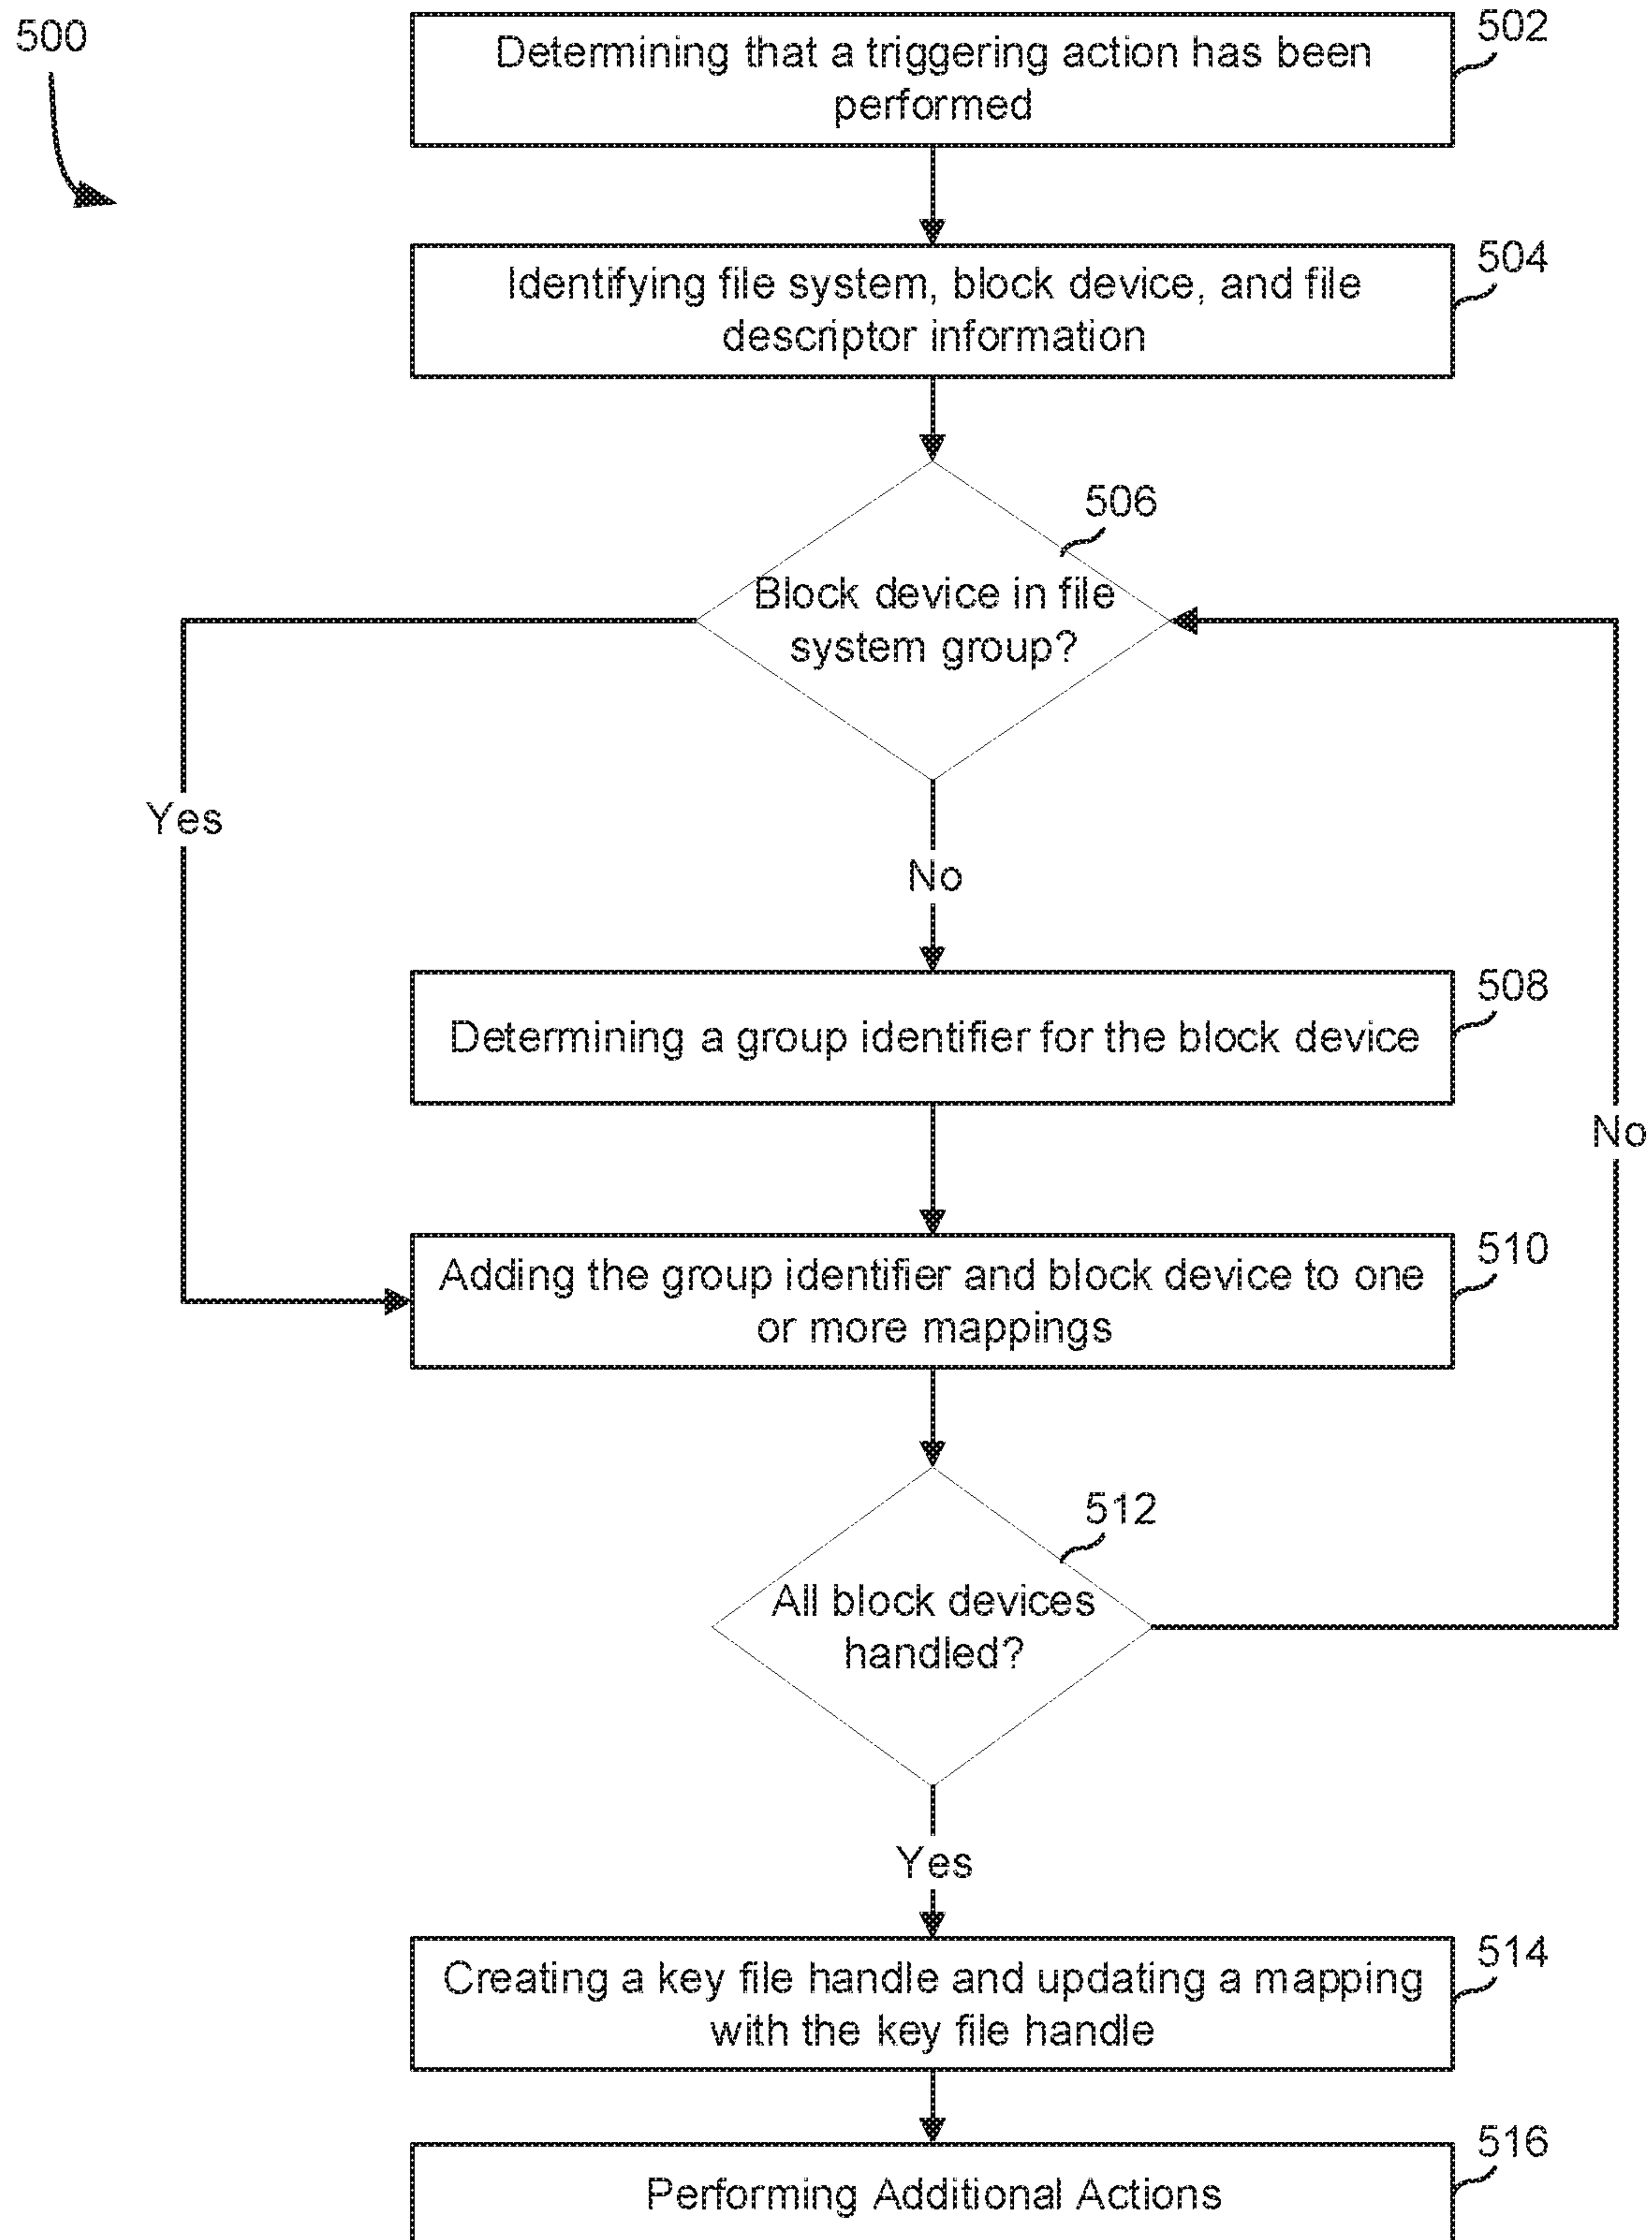 500
502
Determining that a triggering action has been
performed
504
Identifying file system, block device, and file
descriptor information
506
Block device in file
system group?
Yes
No
508
Determining a group identifier for the block device
No
510
Adding the group identifier and block device to one
or more mappings
512
All block devices
handled?
Yes
514
Creating a key file handle and updating a mapping
with the key file handle
516
Performing Additional Actions